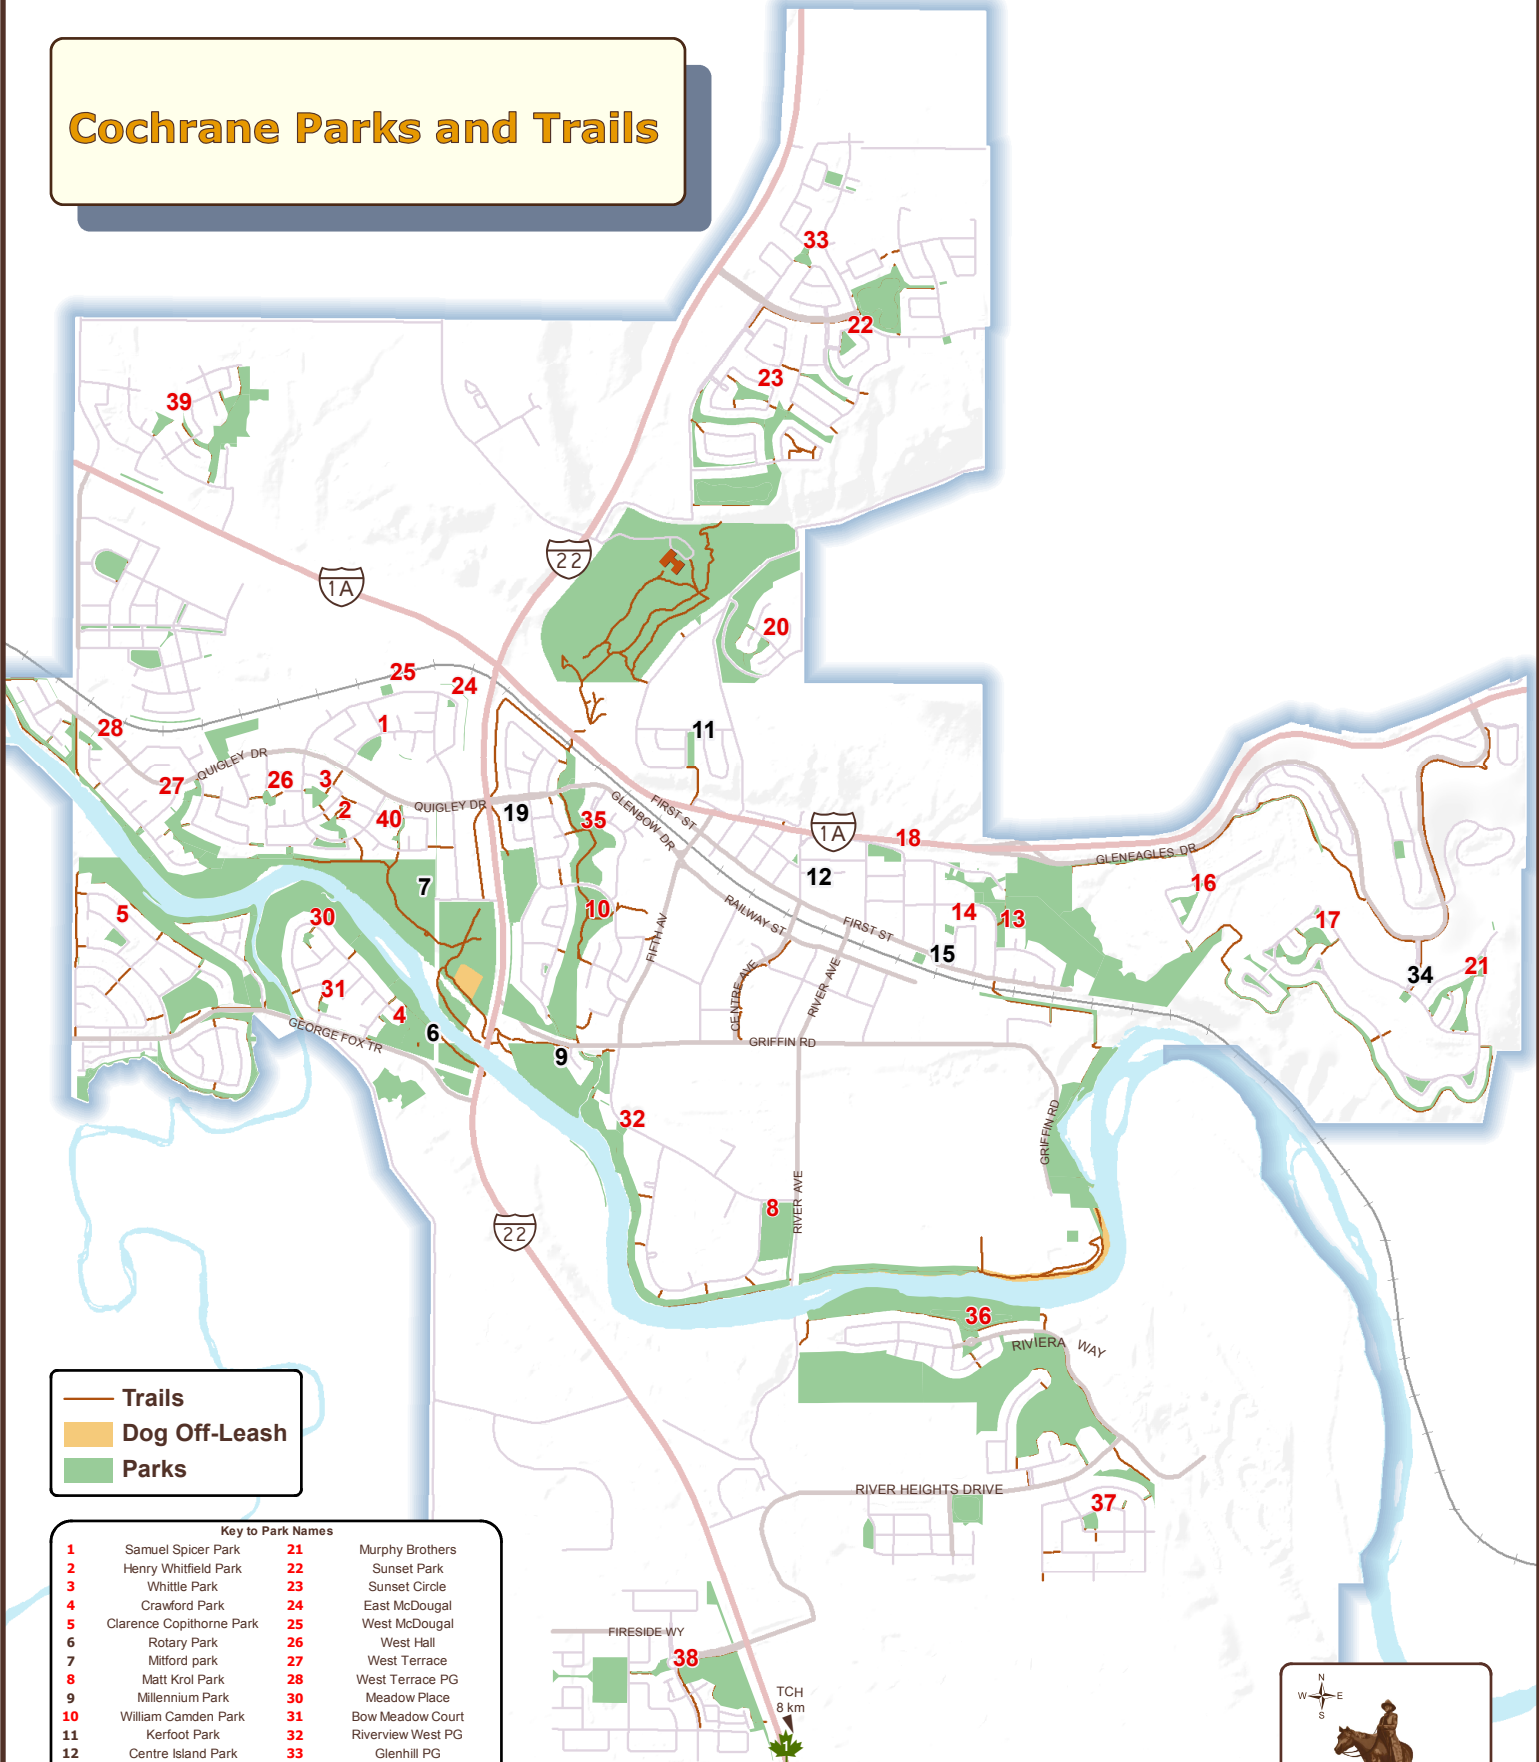 Cochrane Parks and Trails
33
22
23
39
22
1A
20
25
24
11
1
28
QUIGLEY DR
27
26
3
2
40
QUIGLEY DR
19
35
GLENBOW DR
FIRST ST
1A
18
GLENEAGLES DR
12
16
7
5
30
10
FIFTH AV
RAILWAY ST
FIRST ST
14
13
15
17
34
21
31
4
6
GEORGE FOX TR
CENTRE AVE
RIVER AVE
GRIFFIN RD
9
32
GRIFFIN RD
8
RIVER AVE
22
36
RIVIERA WAY
RIVER HEIGHTS DRIVE
37
FIRESIDE WY
38
TCH
8 km
1
Trails
Dog Off-Leash
Parks
Key to Park Names
1 Samuel Spicer Park 21 Murphy Brothers
2 Henry Whitfield Park 22 Sunset Park
3 Whittle Park 23 Sunset Circle
4 Crawford Park 24 East McDougal
5 Clarence Copithorne Park 25 West McDougal
6 Rotary Park 26 West Hall
7 Mitford park 27 West Terrace
8 Matt Krol Park 28 West Terrace PG
9 Millennium Park 30 Meadow Place
10 William Camden Park 31 Bow Meadow Court
11 Kerfoot Park 32 Riverview West PG
12 Centre Island Park 33 Glenhill PG
N
W E
S